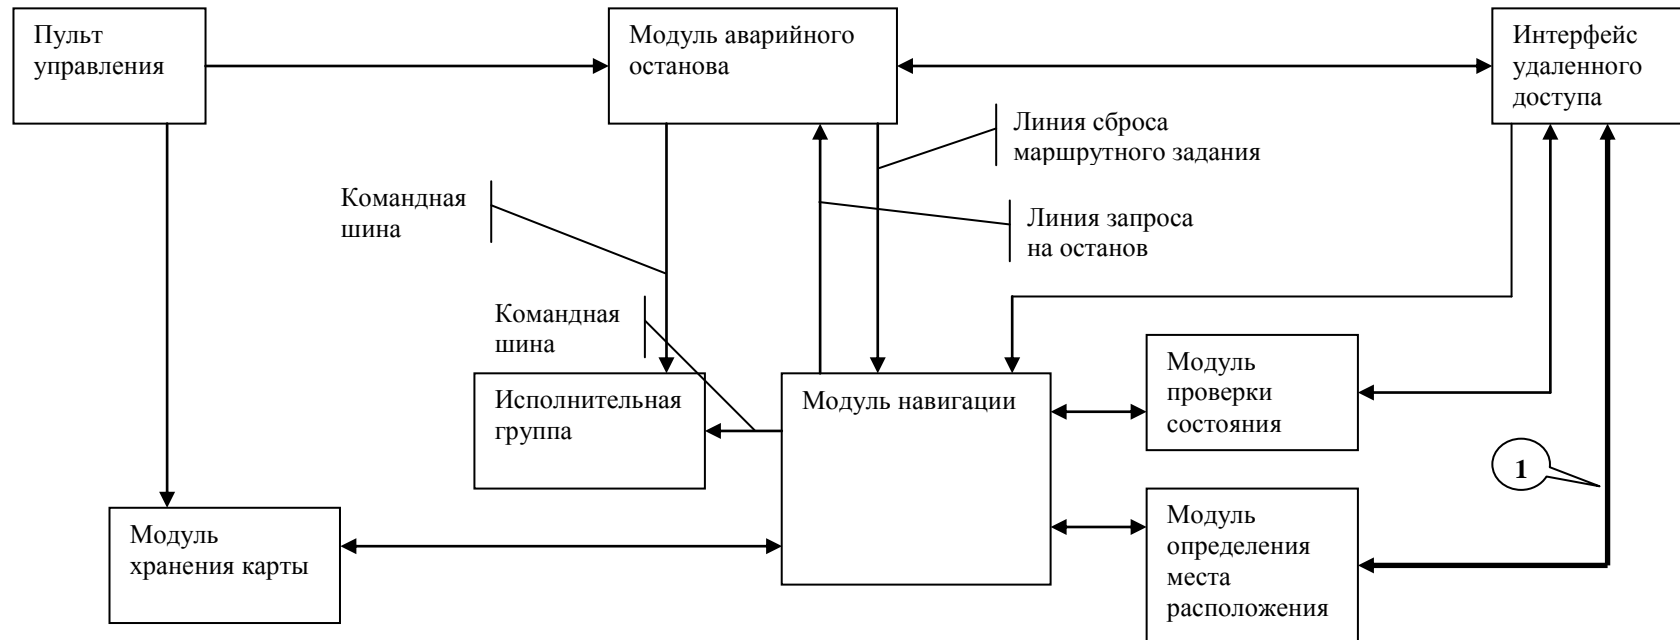 Пульт
управления
Модуль аварийного
останова
Интерфейс
удаленного
доступа
Линия сброса
маршрутного задания
Командная
шина
Линия запроса
на останов
Командная
шина
Исполнительная
группа
Модуль навигации
Модуль
проверки
состояния
1
Модуль
хранения карты
Модуль
определения
места
расположения